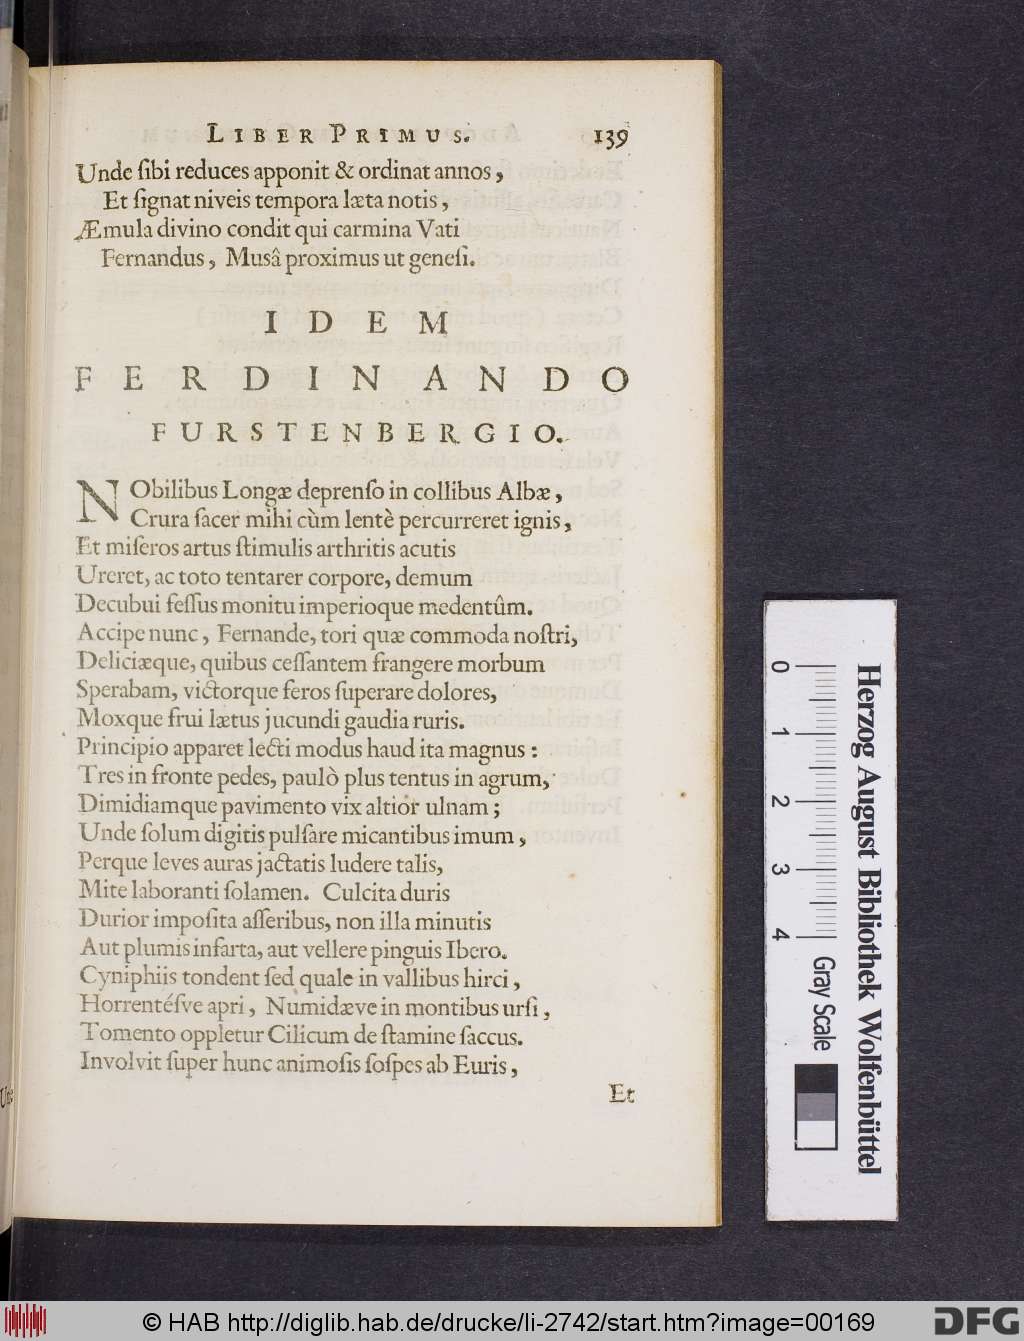 LIBER PRIMUS. 139
Unde ſibi reduces apponit & ordinat annos,
Et ſignat niveis tempora læta notis,
Æmula divino condit qui carmina Vati
Fernandus, Musâ proximus ut geneſi.
IDEM
FERDINANDO
FURSTENBERGIO.
NObilibus Longæ deprenſo in collibus Albæ,
Crura ſacer mihi cùm lentè percurreret ignis,
Et miſeros artus ſtimulis arthritis acutis
Ureret, ac toto tentarer corpore, demum
Decubui feſſus monitu imperioque medentûm.
Accipe nunc, Fernande, tori quæ commoda noſtri,
Deliciæque, quibus ceſſantem frangere morbum
Sperabam, victorque feros ſuperare dolores,
Moxque frui lætus jucundi gaudia ruris.
Principio apparet lecti modus haud ita magnus:
Tres in fronte pedes, paulò plus tentus in agrum,
Dimidiamque pavimento vix altior ulnam;
Unde ſolum digitis pulſare micantibus imum,
Perque leves auras jactatis ludere talis,
Mite laboranti ſolamen. Culcita duris
Durior impoſita aſſeribus, non illa minutis
Aut plumis infarta, aut vellere pinguis Ibero.
Cyniphiis tondent ſed quale in vallibus hirci,
Horrentéſve apri, Numidæve in montibus urſi,
Tomento oppletur Cilicum de ſtamine ſaccus.
Involvit ſuper hunc animoſis ſoſpes ab Euris,
Et
0 1 2 3 4
Gray Scale
Herzog August Bibliothek Wolfenbüttel
© HAB http://diglib.hab.de/drucke/li-2742/start.htm?image=00169
DFG